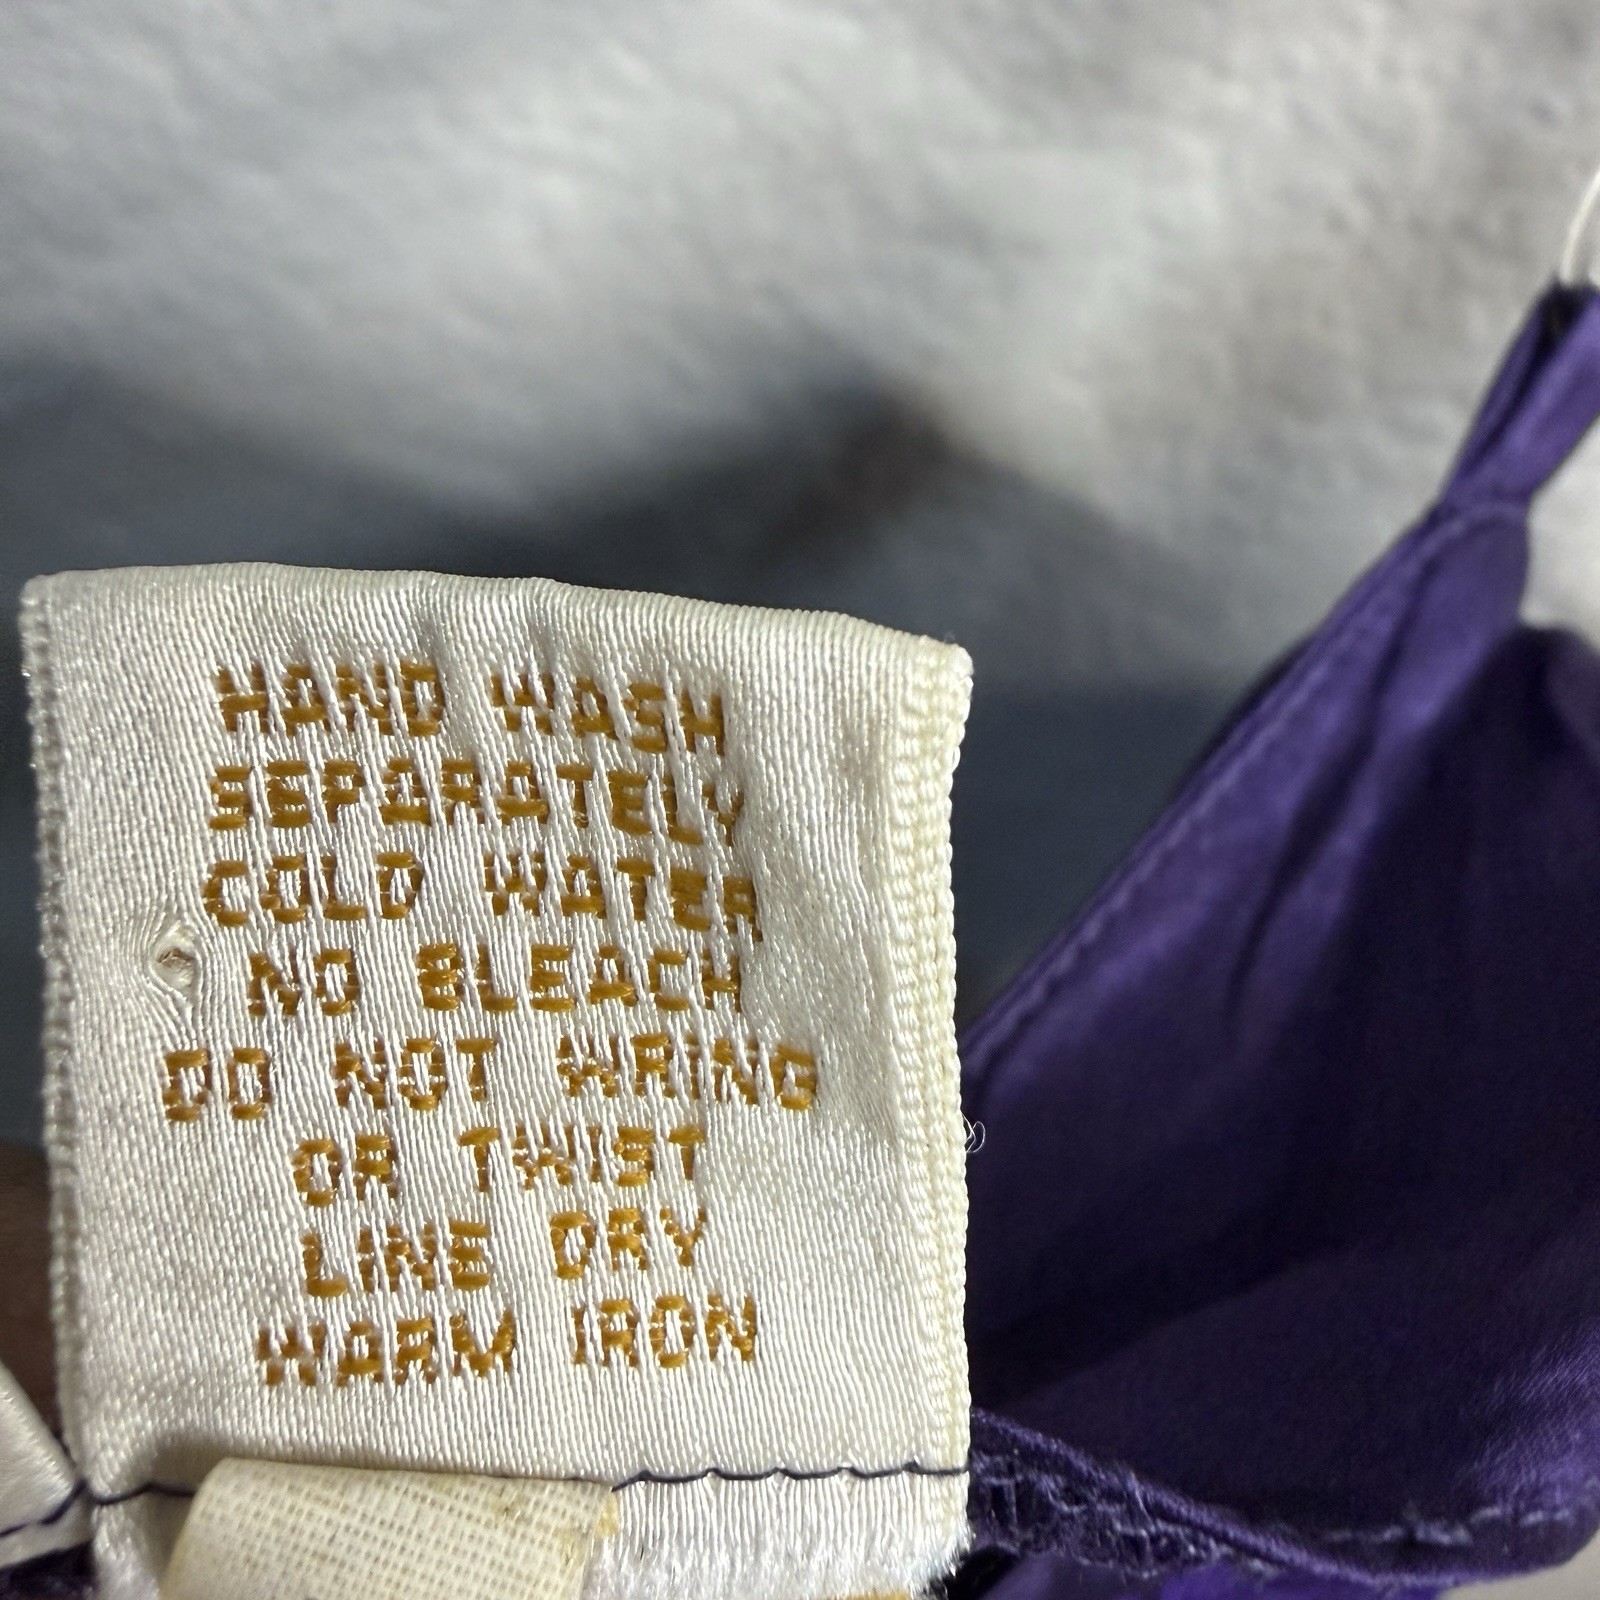 HAND WASH
SEPARATELY
COLD WATER
NO BLEACH
DO NOT WRING
OR TWIST
LINE DRY
WARM IRON